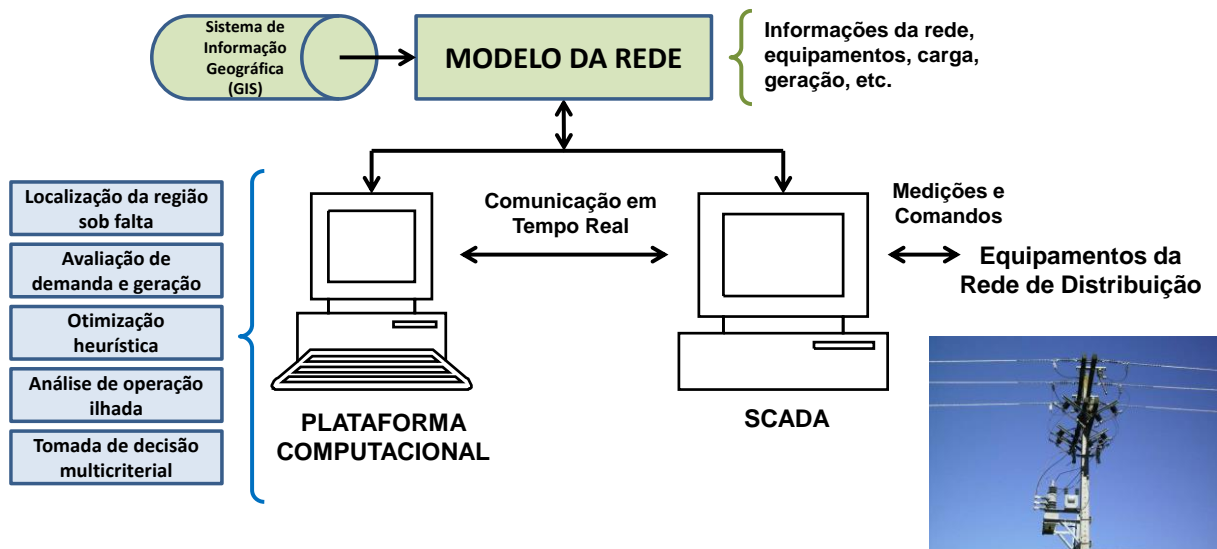 Sistema de
Informação
Geográfica
(GIS)
MODELO DA REDE
Informações da rede,
equipamentos, carga,
geração, etc.
Localização da região
sob falta
Avaliação de
demanda e geração
Otimização
heurística
Análise de operação
ilhada
Tomada de decisão
multicriterial
Comunicação em
Tempo Real
Medições e
Comandos
Equipamentos da
Rede de Distribuição
PLATAFORMA
COMPUTACIONAL
SCADA